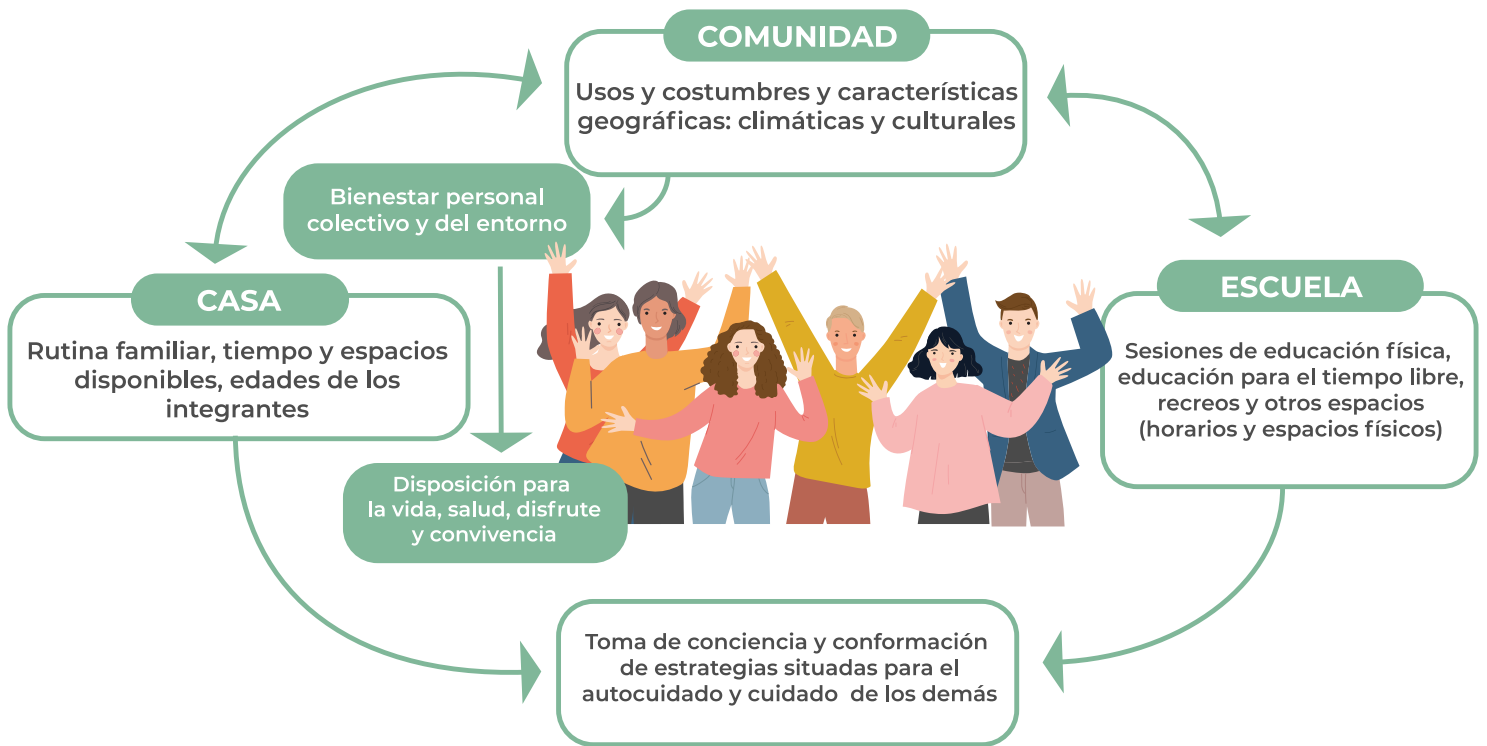 COMUNIDAD
Usos y costumbres y características
geográficas: climáticas y culturales
Bienestar personal
colectivo y del entorno
CASA
Rutina familiar, tiempo y espacios
disponibles, edades de los
integrantes
ESCUELA
Sesiones de educación física,
educación para el tiempo libre,
recreos y otros espacios
(horarios y espacios físicos)
Disposición para
la vida, salud, disfrute
y convivencia
Toma de conciencia y conformación
de estrategias situadas para el
autocuidado y cuidado de los demás